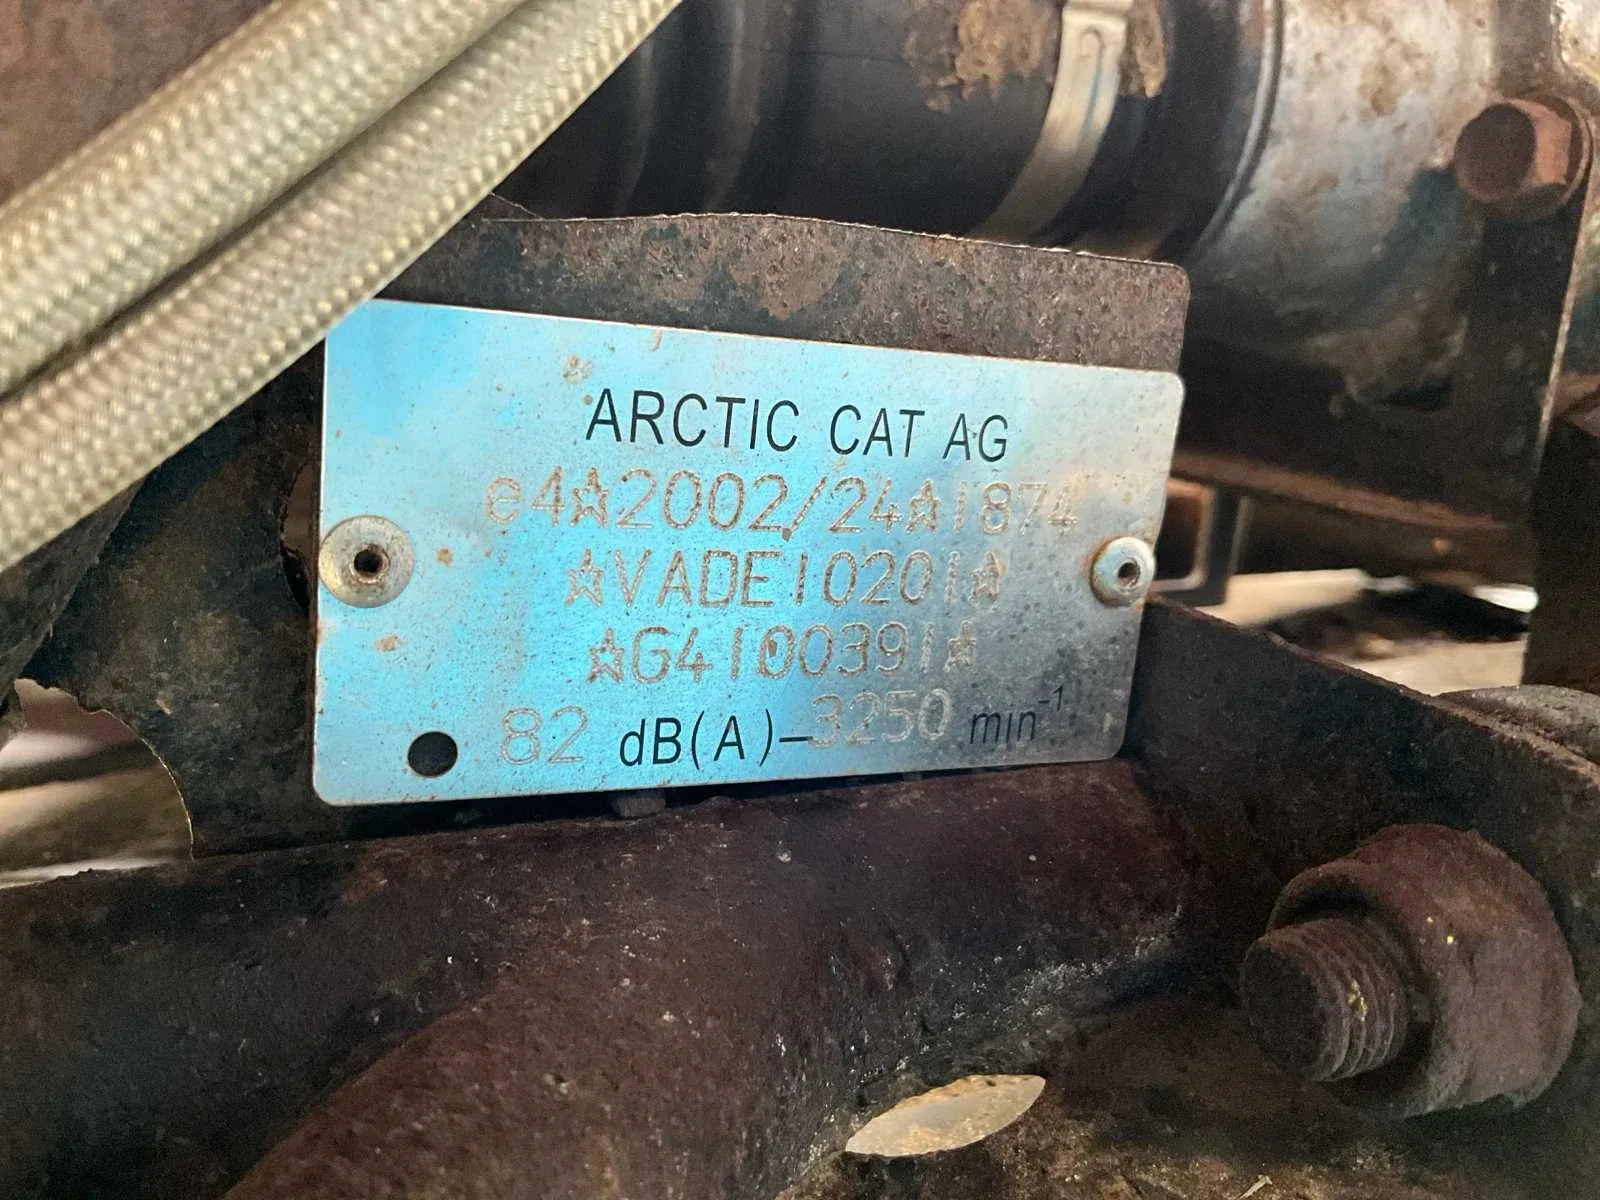 ARCTIC CAT AG
e4☆2002/24☆1874
☆VADE10201☆
☆G4100391☆
82 dB(A)–3250 min⁻¹